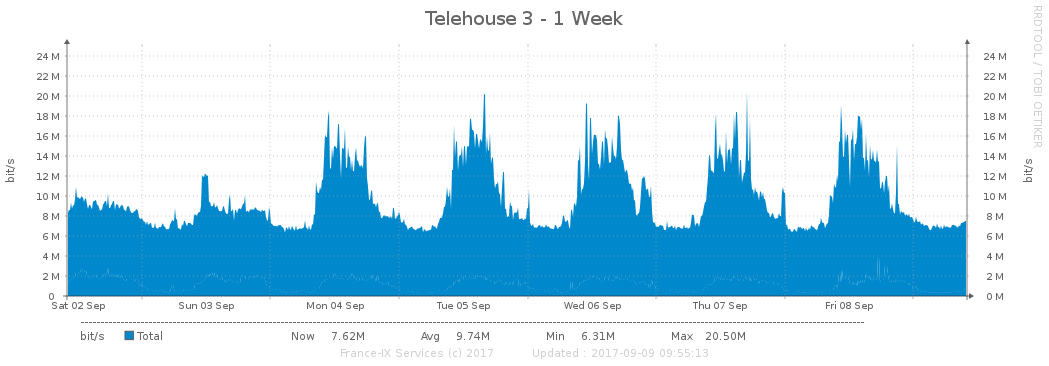 Telehouse 3 - 1 Week
RRDTOOL / TOBI OETIKER
bit/s
24 M 24 M
22 M 22 M
20 M 20 M
18 M 18 M
16 M 16 M
14 M 14 M
12 M 12 M
10 M 10 M
8 M 8 M
6 M 6 M
4 M 4 M
2 M 2 M
0 0 M
bit/s
Sat 02 Sep Sun 03 Sep Mon 04 Sep Tue 05 Sep Wed 06 Sep Thu 07 Sep Fri 08 Sep
bit/s Total Now 7.62M Avg 9.74M Min 6.31M Max 20.50M
France-IX Services (c) 2017 Updated : 2017-09-09 09:55:13